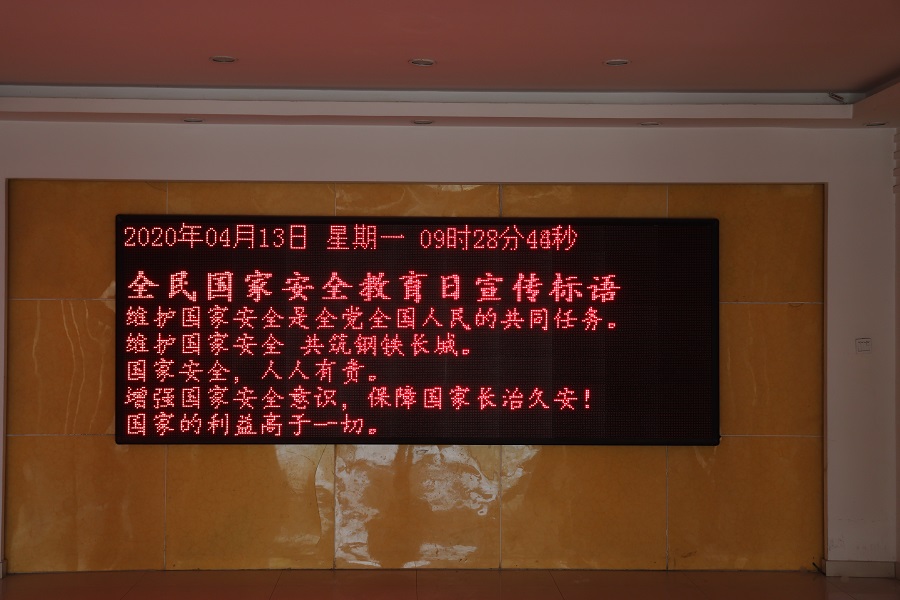 2020年04月13日 星期一 09时28分48秒
全民国家安全教育日宣传标语
维护国家安全是全党全国人民的共同任务。
维护国家安全 共筑钢铁长城。
国家安全，人人有责。
增强国家安全意识，保障国家长治久安！
国家的利益高于一切。